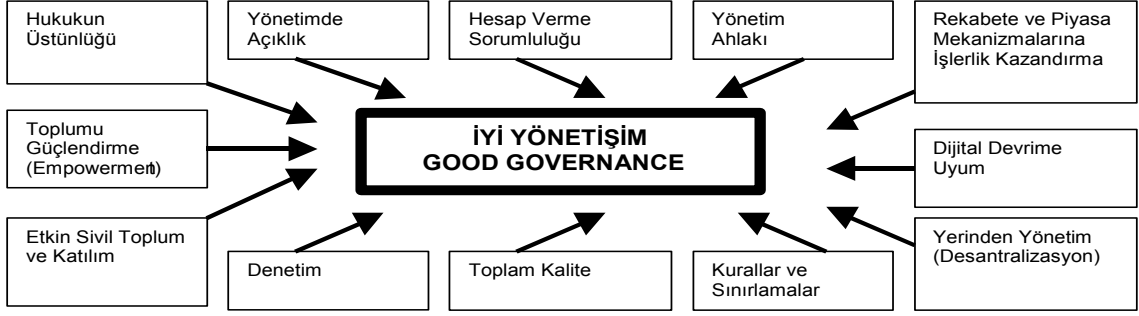 Hukukun
Üstünlüğü
Yönetimde
Açıklık
Hesap Verme
Sorumluluğu
Yönetim
Ahlakı
Rekabete ve Piyasa
Mekanizmalarına
İşlerlik Kazandırma
Toplumu
Güçlendirme
(Empowerment)
İYİ YÖNETİŞİM
GOOD GOVERNANCE
Dijital Devrime
Uyum
Etkin Sivil Toplum
ve Katılım
Denetim
Toplam Kalite
Kurallar ve
Sınırlamalar
Yerinden Yönetim
(Desantralizasyon)